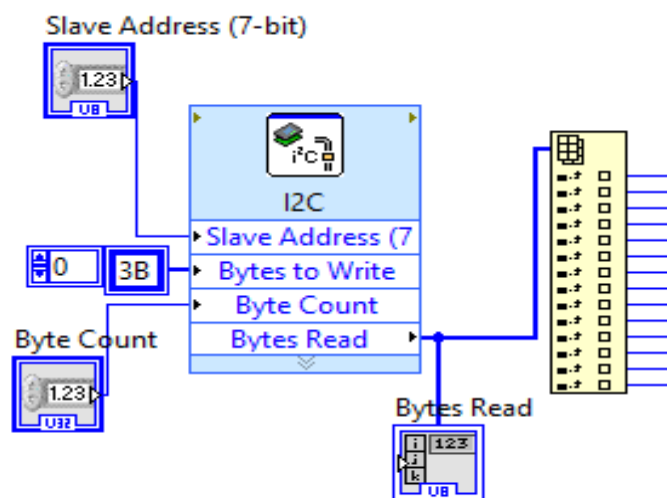 Slave Address (7-bit)
1.23
U8
i²C
I2C
Slave Address (7
0
3B
Bytes to Write
Byte Count
Bytes Read
Byte Count
1.23
U32
Bytes Read
i
j
k
123
U8